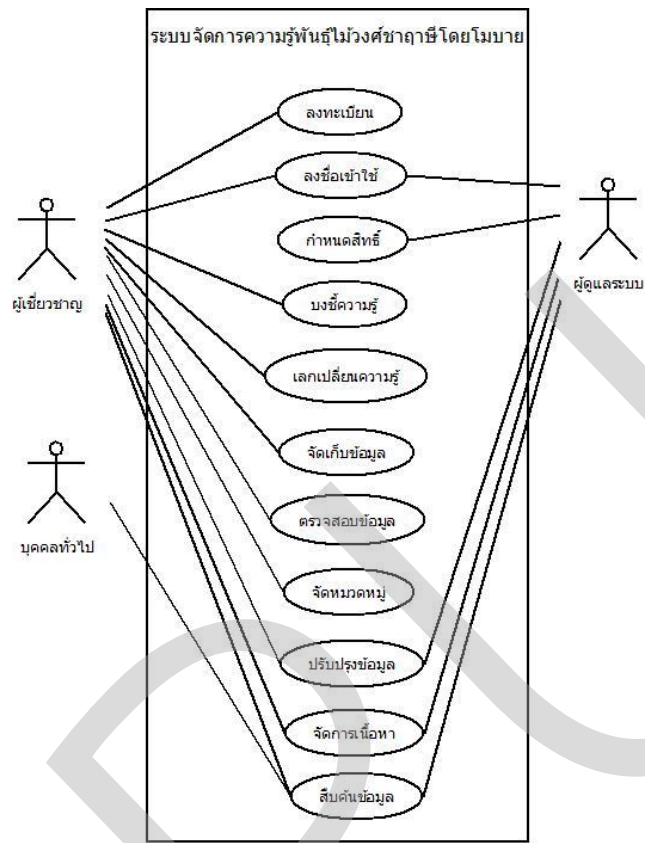 ระบบจัดการความรู้พันธุ์ไม้วงศ์ชาฤาษีโดยโมบาย
ลงทะเบียน
ลงชื่อเข้าใช้
กำหนดสิทธิ์
ผู้เชี่ยวชาญ
ผู้ดูแลระบบ
บงชี้ความรู้
เลกเปลี่ยนความรู้
จัดเก็บข้อมูล
ตรวจสอบข้อมูล
บุคคลทั่วไป
จัดหมวดหมู่
ปรับปรุงข้อมูล
จัดการเนื้อหา
สืบค้นข้อมูล